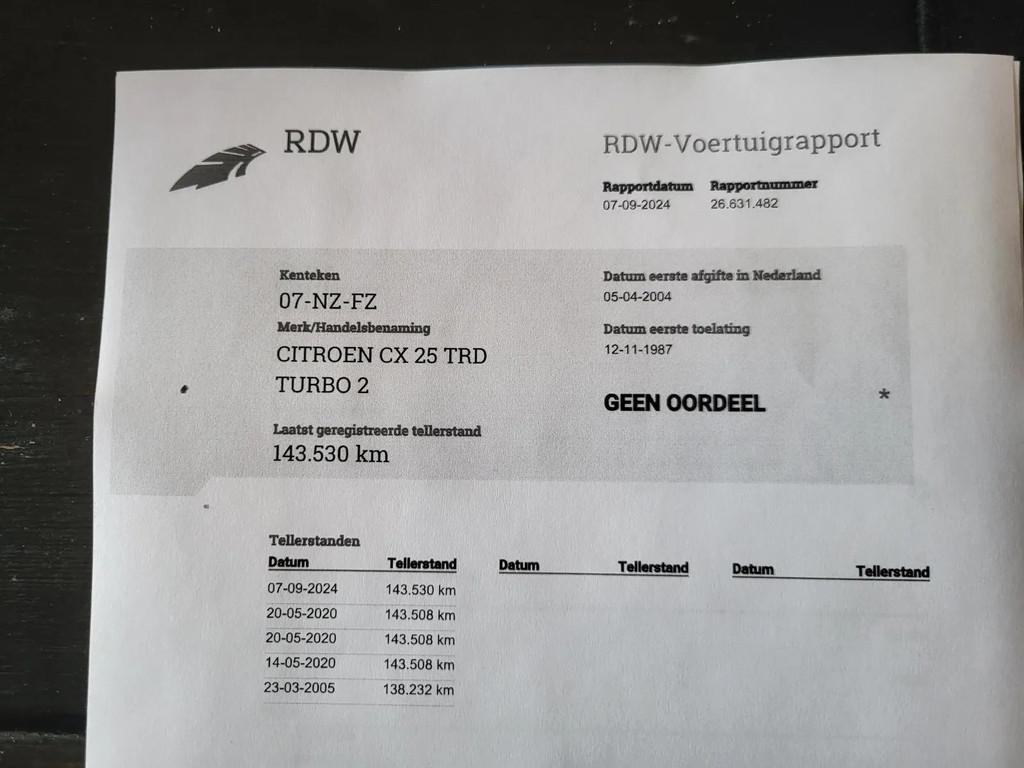 RDW
RDW-Voertuigrapport
Rapportdatum Rapportnummer
07-09-2024 26.631.482
Kenteken
07-NZ-FZ
Merk/Handelsbenaming
CITROEN CX 25 TRD
TURBO 2
Laatst geregistreerde tellerstand
143.530 km
Datum eerste afgifte in Nederland
05-04-2004
Datum eerste toelating
12-11-1987
GEEN OORDEEL *
Tellerstanden
Datum Tellerstand Datum Tellerstand Datum Tellerstand
07-09-2024 143.530 km
20-05-2020 143.508 km
20-05-2020 143.508 km
14-05-2020 143.508 km
23-03-2005 138.232 km